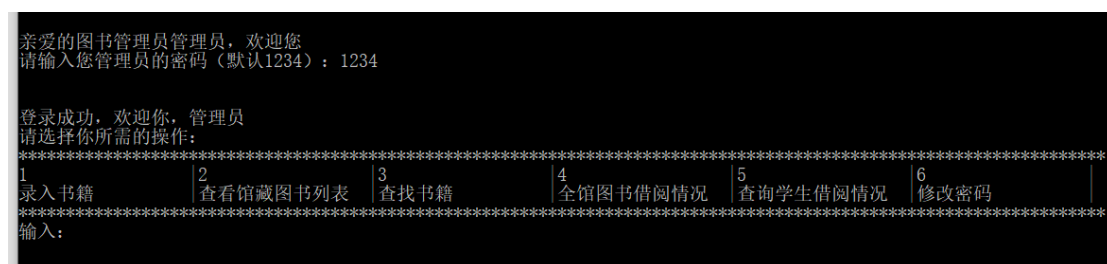 亲爱的图书管理员管理员，欢迎您
请输入您管理员的密码（默认1234）：1234
登录成功，欢迎你，管理员
请选择你所需的操作：
********************************************************************************************************************
1 |2 |3 |4 |5 |6 |
录入书籍 |查看馆藏图书列表 |查找书籍 |全馆图书借阅情况 |查询学生借阅情况 |修改密码 |
********************************************************************************************************************
输入：